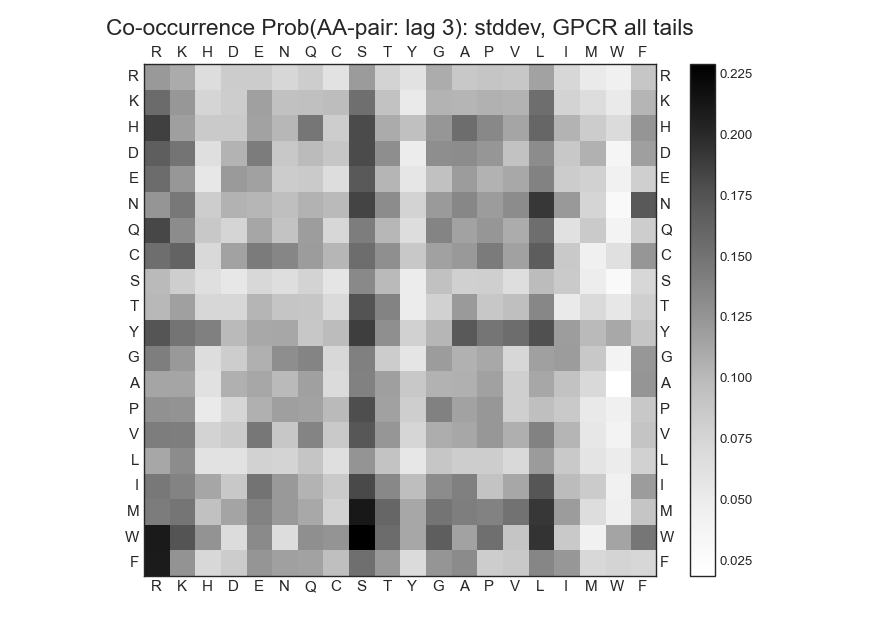 Co-occurrence Prob(AA-pair: lag 3): stddev, GPCR all tails
R K H D E N Q C S T Y G A P V L I M W F
R R 0.225
K K
H H 0.200
D D
E E 0.175
N N
Q Q
C C 0.150
S S
T T 0.125
Y Y
G G
A A 0.100
P P
V V 0.075
L L
I I
M M 0.050
W W
F F 0.025
R K H D E N Q C S T Y G A P V L I M W F